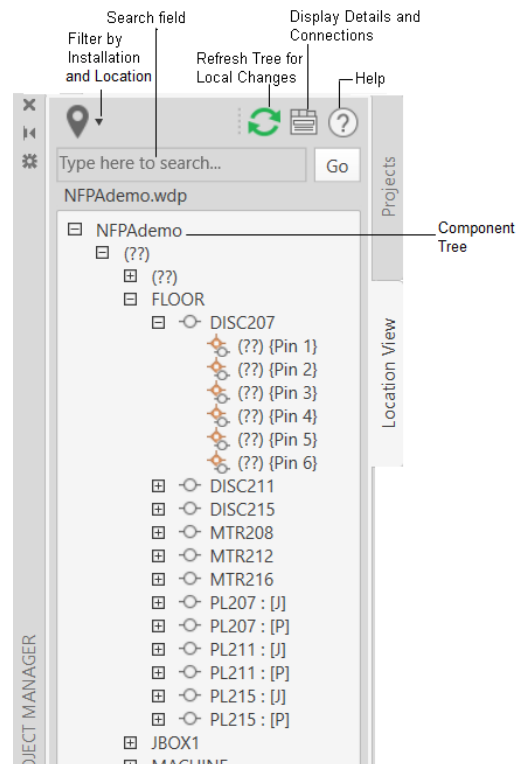 Search field
Display Details and
Connections
Filter by
Installation
and Location
Refresh Tree for
Local Changes
Help
Type here to search...
Go
NFPAdemo.wdp
Projects
NFPAdemo
Component
Tree
(??)
(??)
FLOOR
DISC207
(??) {Pin 1}
(??) {Pin 2}
(??) {Pin 3}
(??) {Pin 4}
(??) {Pin 5}
(??) {Pin 6}
Location View
DISC211
DISC215
MTR208
MTR212
MTR216
PL207 : [J]
PL207 : [P]
PL211 : [J]
PL211 : [P]
PL215 : [J]
PL215 : [P]
JBOX1
MACHINE
MANAGER